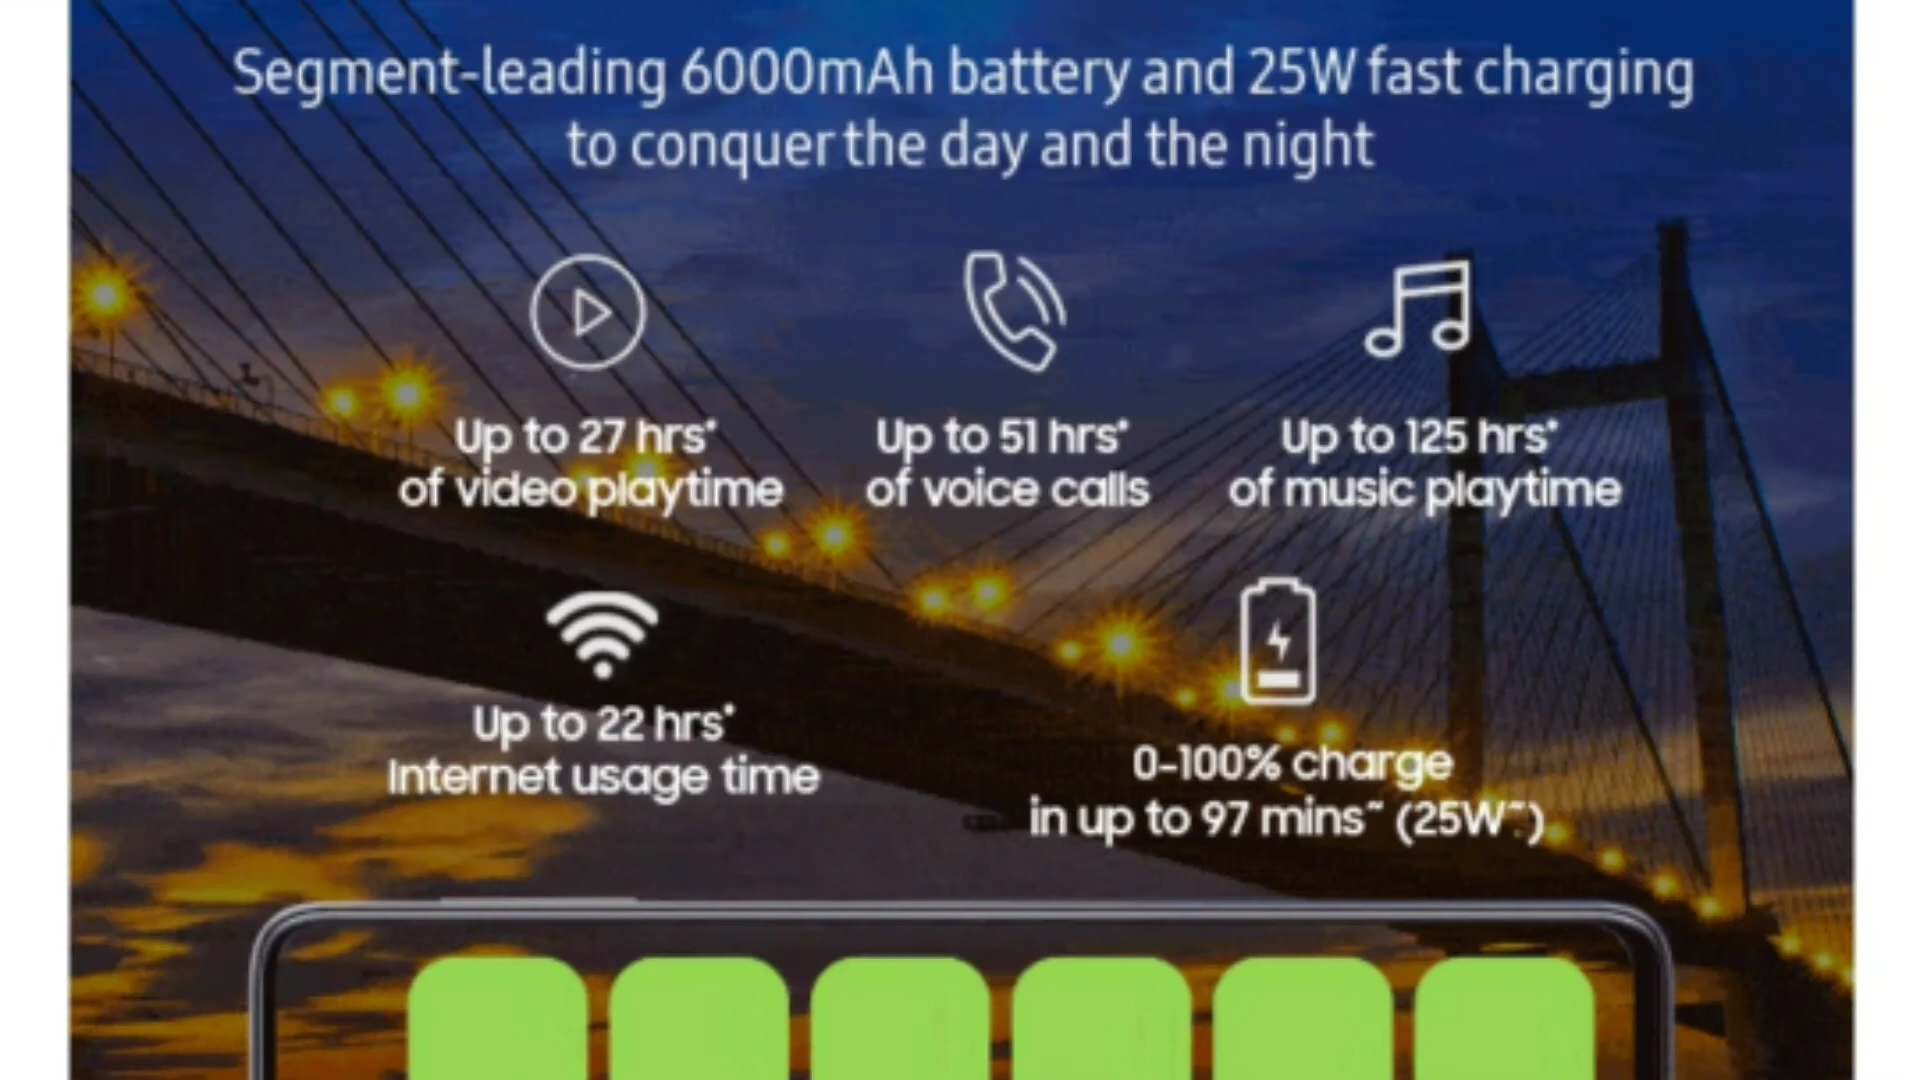 Segment-leading 6000mAh battery and 25W fast charging
to conquer the day and the night
Up to 27 hrs*
of video playtime
Up to 51 hrs*
of voice calls
Up to 125 hrs*
of music playtime
Up to 22 hrs*
Internet usage time
0-100% charge
in up to 97 mins~ (25W~)